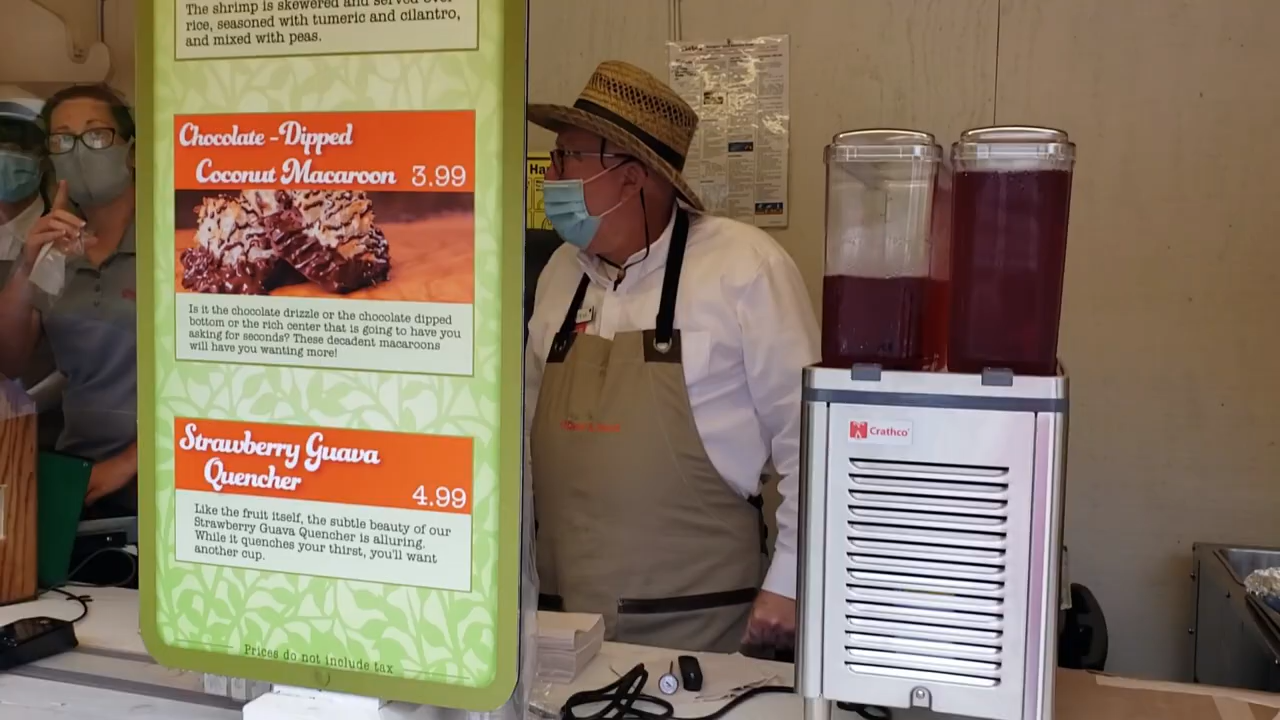 The shrimp is skewered and served over
rice, seasoned with tumeric and cilantro,
and mixed with peas.
Chocolate-Dipped
Coconut Macaroon 3.99
Is it the chocolate drizzle or the chocolate dipped
bottom or the rich center that is going to have you
asking for seconds? These decadent macaroons
will have you wanting more!
Strawberry Guava
Quencher
4.99
Like the fruit itself, the subtle beauty of our
Strawberry Guava Quencher is alluring.
While it quenches your thirst, you'll want
another cup.
Prices do not include tax
Crathco